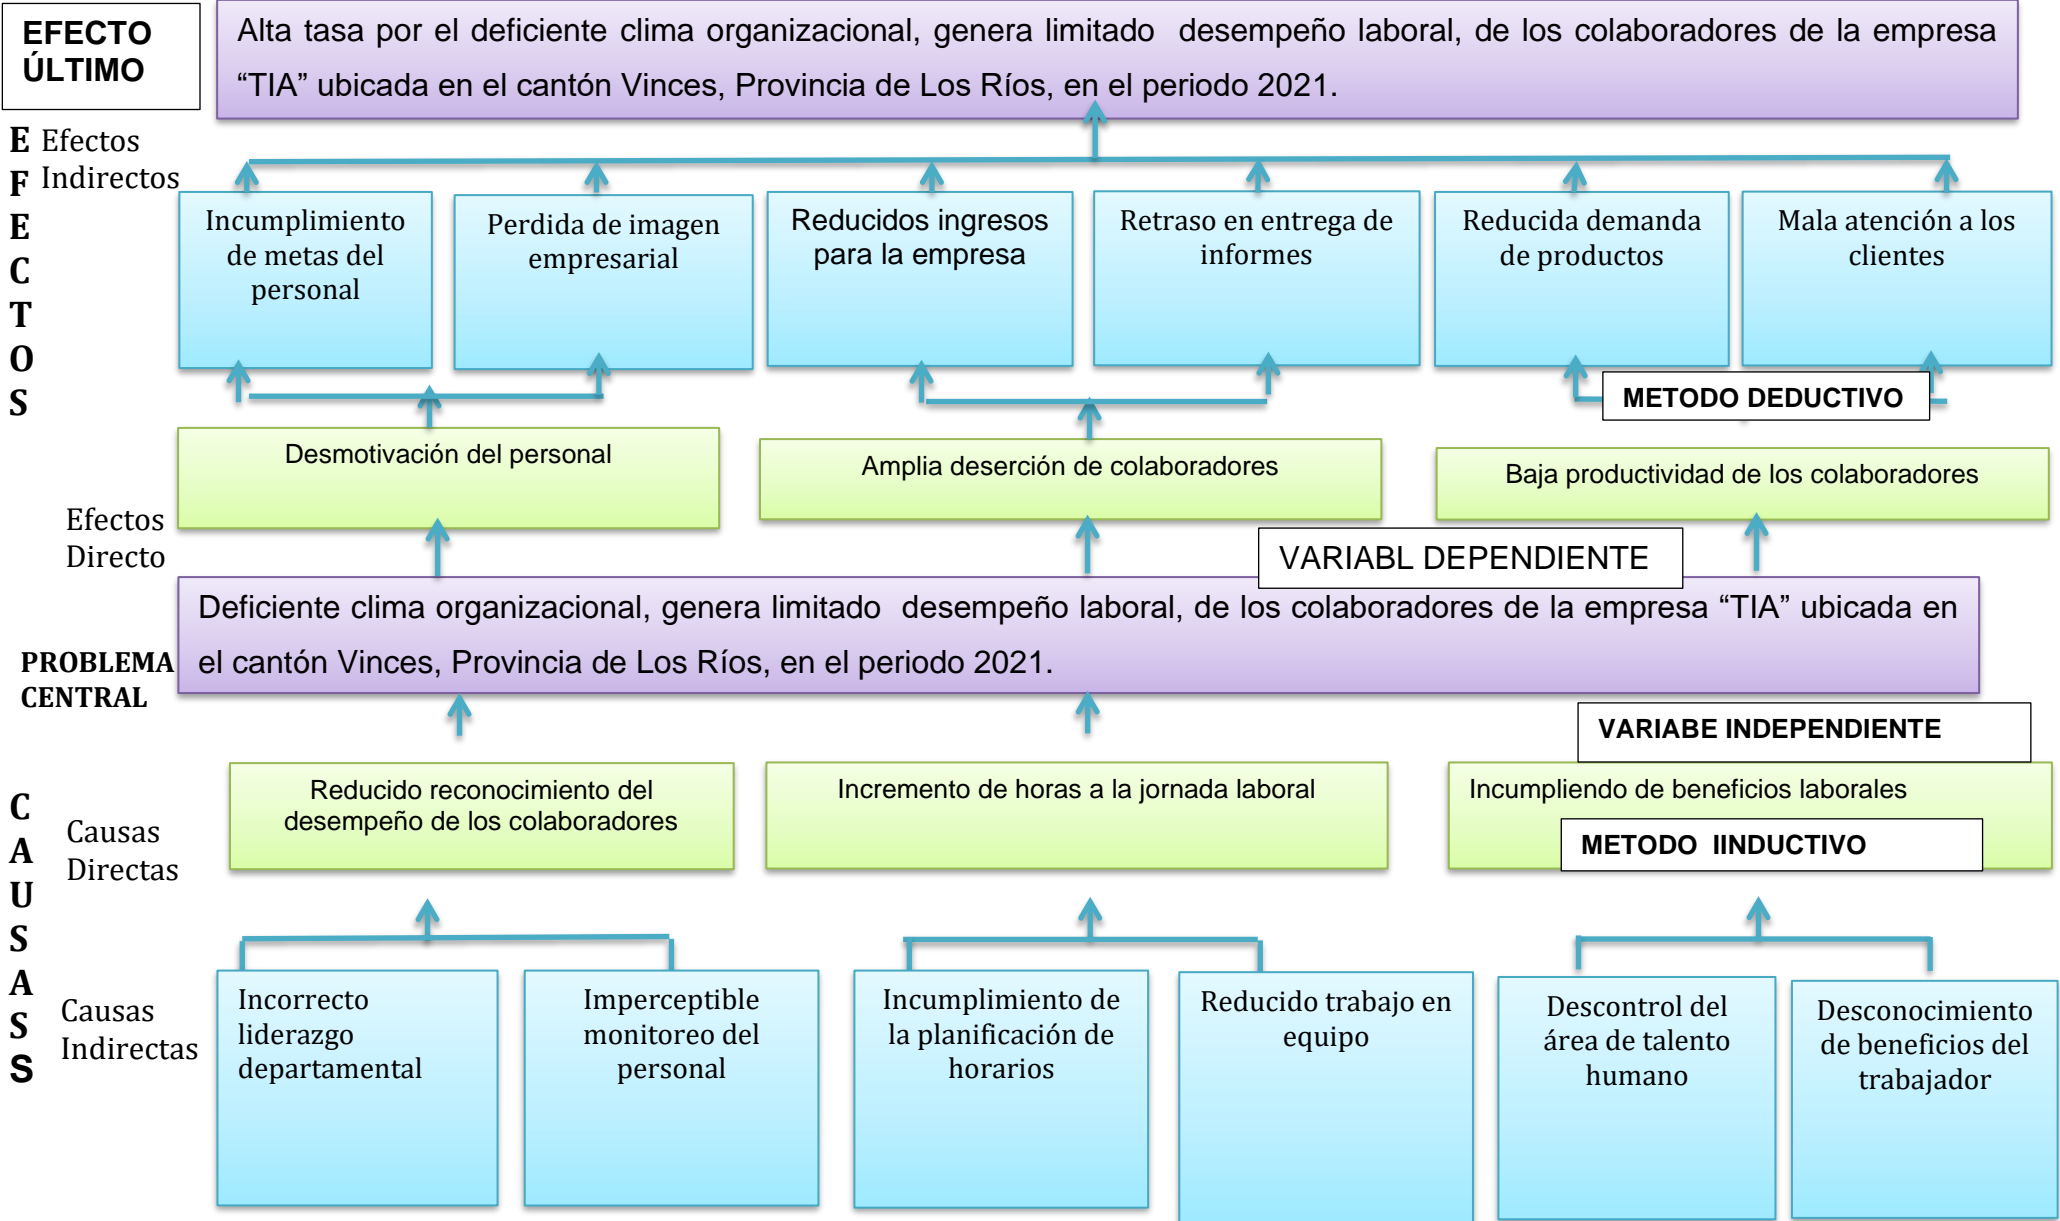 EFECTO
ÚLTIMO
Alta tasa por el deficiente clima organizacional, genera limitado desempeño laboral, de los colaboradores de la empresa
“TIA” ubicada en el cantón Vinces, Provincia de Los Ríos, en el periodo 2021.
E
F
E
C
T
O
S
Efectos
Indirectos
Incumplimiento
de metas del
personal
Perdida de imagen
empresarial
Reducidos ingresos
para la empresa
Retraso en entrega de
informes
Reducida demanda
de productos
Mala atención a los
clientes
METODO DEDUCTIVO
Desmotivación del personal
Amplia deserción de colaboradores
Baja productividad de los colaboradores
Efectos
Directo
VARIABL DEPENDIENTE
PROBLEMA
CENTRAL
Deficiente clima organizacional, genera limitado desempeño laboral, de los colaboradores de la empresa “TIA” ubicada en
el cantón Vinces, Provincia de Los Ríos, en el periodo 2021.
VARIABE INDEPENDIENTE
C
A
U
S
A
S
S
Causas
Directas
Reducido reconocimiento del
desempeño de los colaboradores
Incremento de horas a la jornada laboral
Incumpliendo de beneficios laborales
METODO IINDUCTIVO
Causas
Indirectas
Incorrecto
liderazgo
departamental
Imperceptible
monitoreo del
personal
Incumplimiento de
la planificación de
horarios
Reducido trabajo en
equipo
Descontrol del
área de talento
humano
Desconocimiento
de beneficios del
trabajador